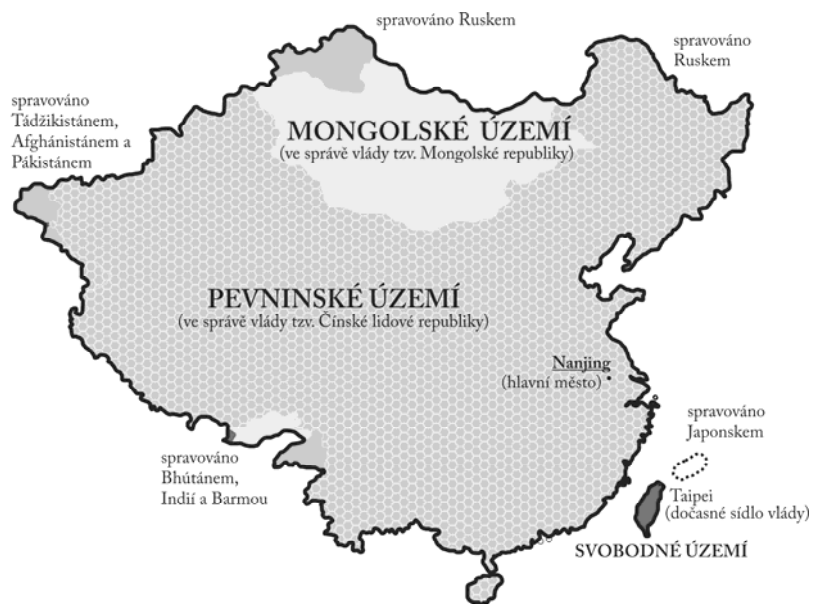 spravováno Ruskem
spravováno
Ruskem
spravováno
Tádžikistánem,
Afghánistánem a
Pákistánem
MONGOLSKÉ ÚZEMÍ
(ve správě vlády tzv. Mongolské republiky)
PEVNINSKÉ ÚZEMÍ
(ve správě vlády tzv. Čínské lidové republiky)
Nanjing
(hlavní město)
spravováno
Japonskem
spravováno
Bhútánem,
Indií a Barmou
Taipei
(dočasné sídlo vlády)
SVOBODNÉ ÚZEMÍ